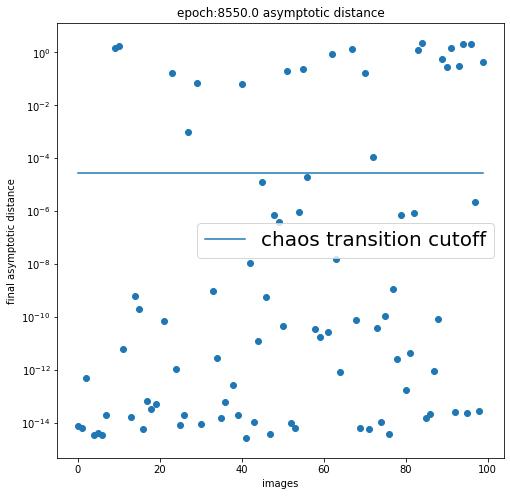 epoch:8550.0 asymptotic distance
final asymptotic distance
10^0
10^-2
10^-4
10^-6
10^-8
10^-10
10^-12
10^-14
chaos transition cutoff
0 20 40 60 80 100
images